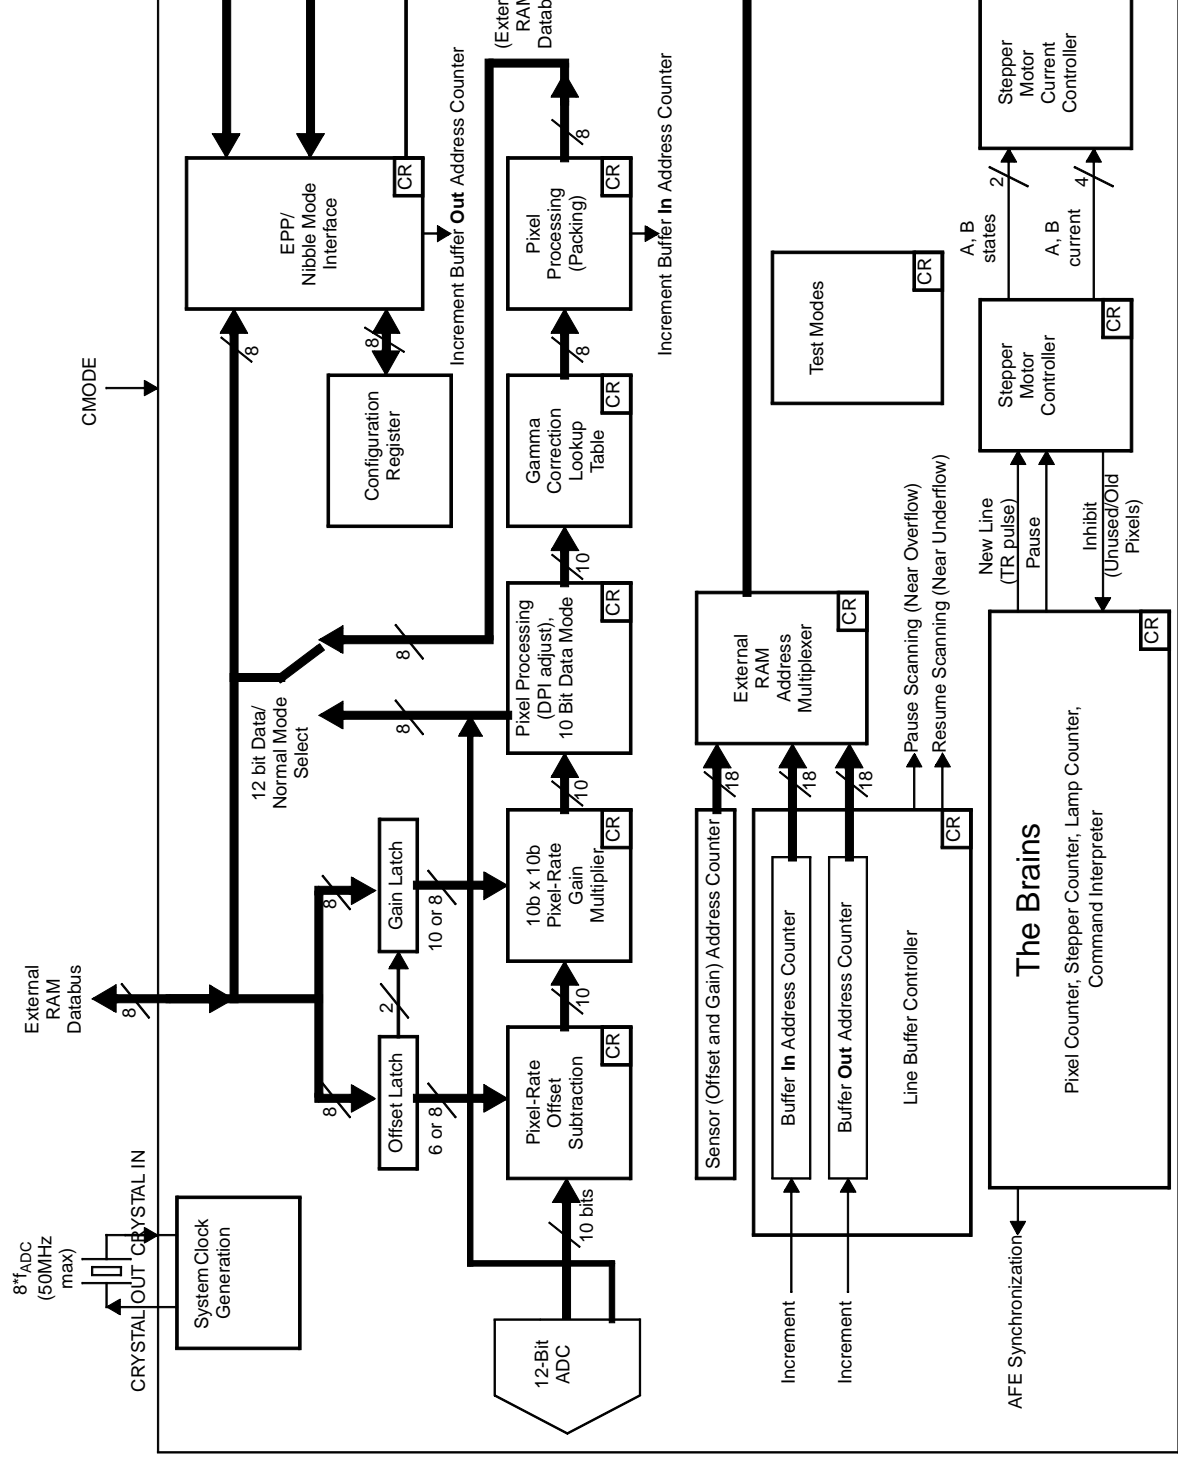 8*fADC
(50MHz
max)
CRYSTAL OUT
CRYSTAL IN
System Clock
Generation
External
RAM
Databus
8
CMODE
8
8
Offset Latch
2
Gain Latch
6 or 8
10 or 8
12 bit Data/
Normal Mode
Select
8
8
8
EPP/
Nibble Mode
Interface
CR
8
Configuration
Register
Increment Buffer Out Address Counter
12-Bit
ADC
10 bits
Pixel-Rate
Offset
Subtraction
CR
10
10b x 10b
Pixel-Rate
Gain
Multiplier
CR
10
Pixel Processing
(DPI adjust),
10 Bit Data Mode
CR
10
Gamma
Correction
Lookup
Table
CR
8
Pixel
Processing
(Packing)
CR
8
(Exter
RAM
Datab
Increment Buffer In Address Counter
Sensor (Offset and Gain) Address Counter
18
Increment
Buffer In Address Counter
18
Increment
Buffer Out Address Counter
18
Line Buffer Controller
CR
External
RAM
Address
Multiplexer
CR
Pause Scanning (Near Overflow)
Resume Scanning (Near Underflow)
Test Modes
CR
AFE Synchronization
The Brains
Pixel Counter, Stepper Counter, Lamp Counter,
Command Interpreter
CR
New Line
(TR pulse)
Pause
Inhibit
(Unused/Old
Pixels)
Stepper
Motor
Controller
CR
A, B
states
2
A, B
current
4
Stepper
Motor
Current
Controller